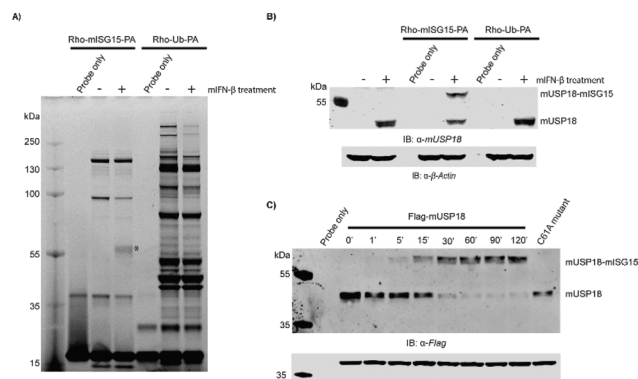 A)
Rho-mISG15-PA Rho-Ub-PA
Probe only - + Probe only - + mIFN-β treatment
kDa
250
130
100
55
35
15
*
B)
Rho-mISG15-PA Rho-Ub-PA
- + Probe only - + Probe only - + mIFN-β treatment
kDa
55
mUSP18-mISG15
mUSP18
IB: α-mUSP18
IB: α-β-Actin
C)
Probe only Flag-mUSP18 C61A mutant
0' 1' 5' 15' 30' 60' 90' 120'
kDa
55
35
mUSP18-mISG15
mUSP18
IB: α-Flag
35